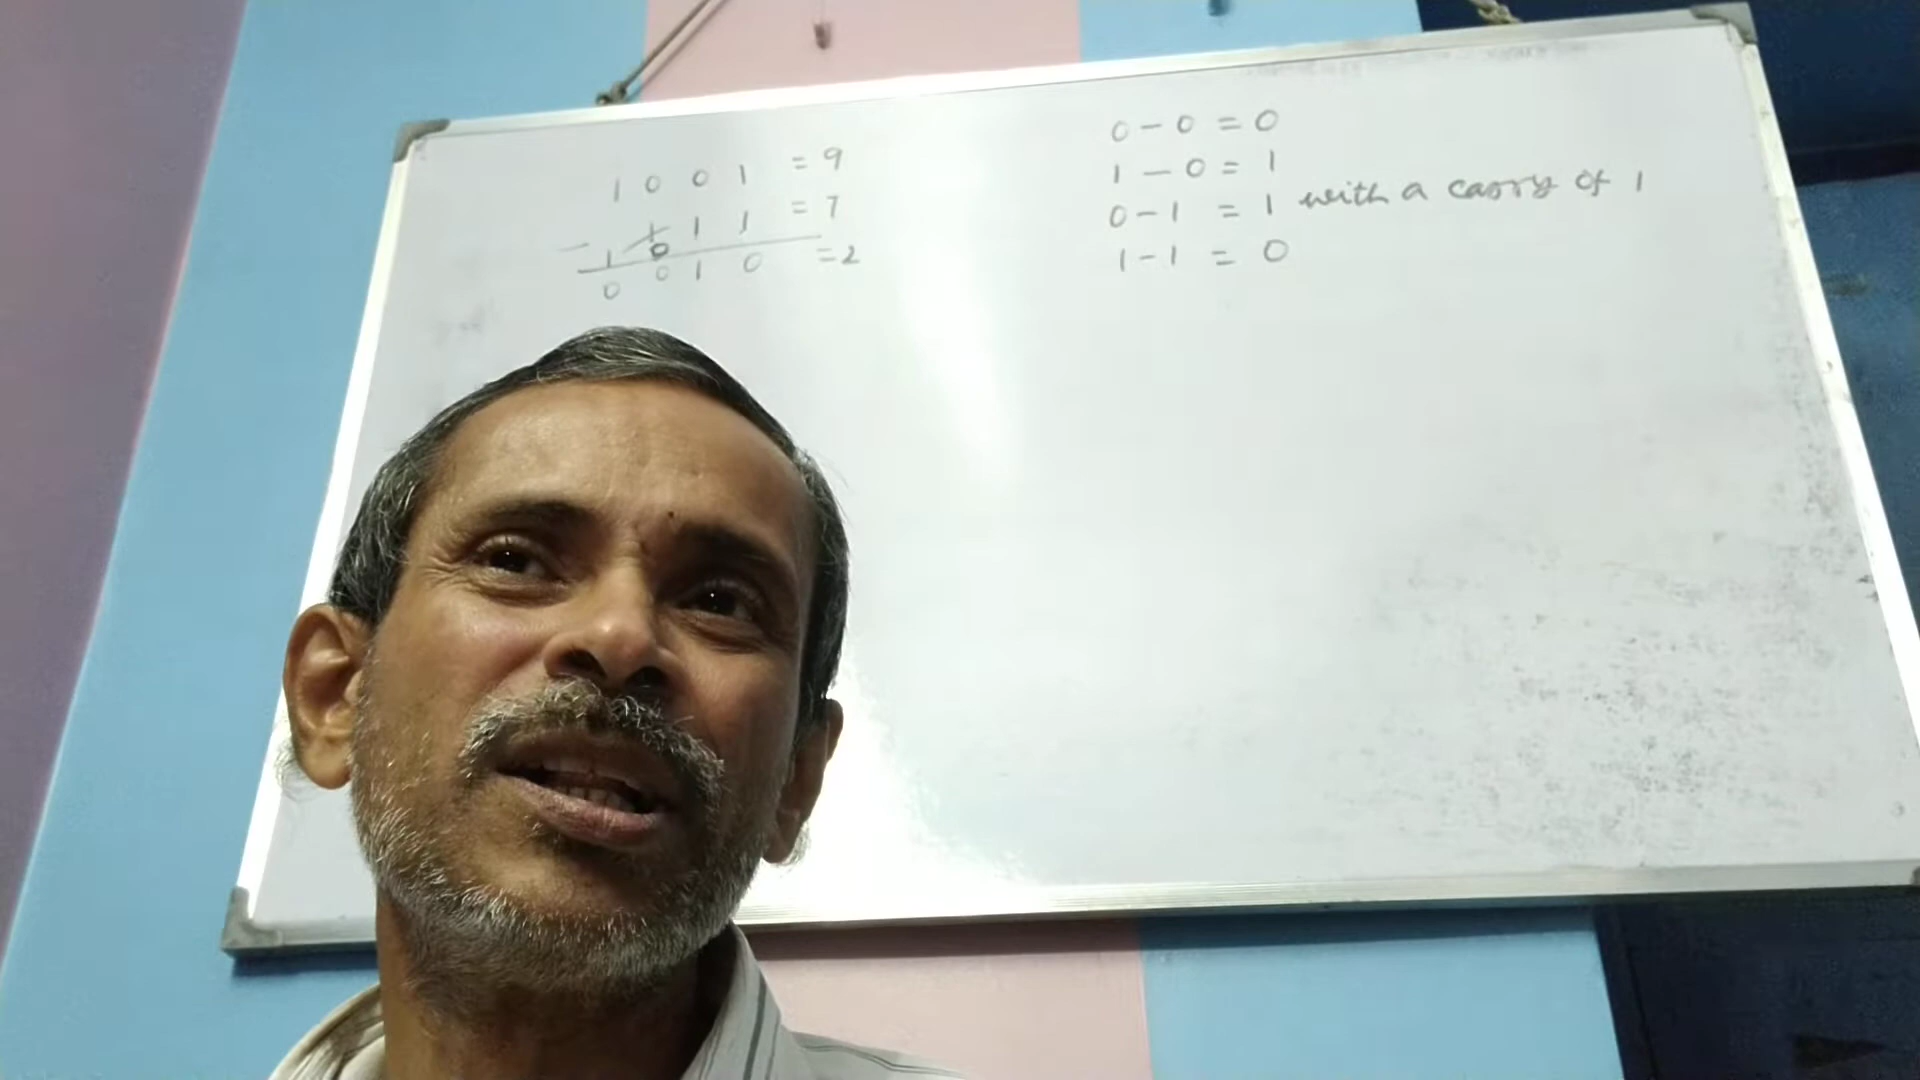 1 0 0 1 = 9
1 1 1 = 7
- 1 0
0 0 1 0 = 2
0 - 0 = 0
1 - 0 = 1
0 - 1 = 1 with a carry of 1
1 - 1 = 0